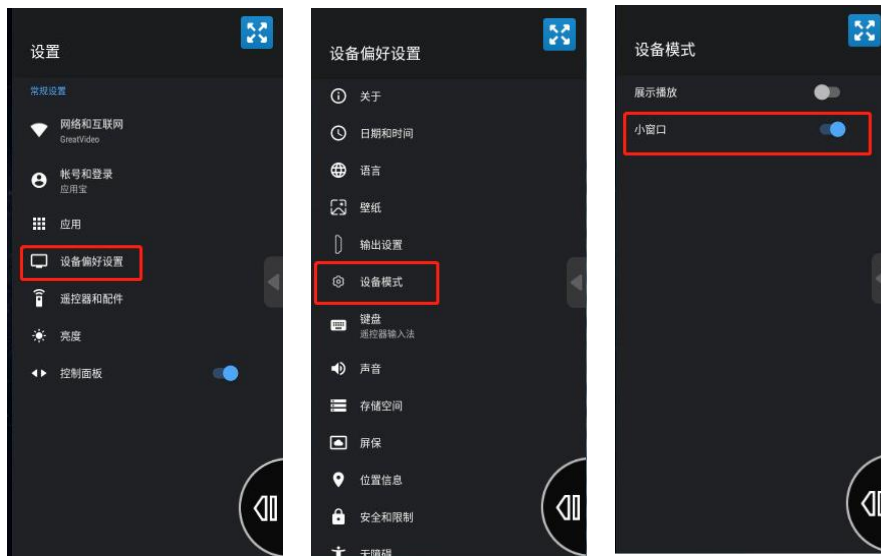 设置
常规设置
网络和互联网
GreatVideo
帐号和登录
应用宝
应用
设备偏好设置
遥控器和配件
亮度
控制面板
设备偏好设置
关于
日期和时间
语言
壁纸
输出设置
设备模式
键盘
遥控器输入法
声音
存储空间
屏保
位置信息
安全和限制
无障碍
设备模式
展示播放
小窗口